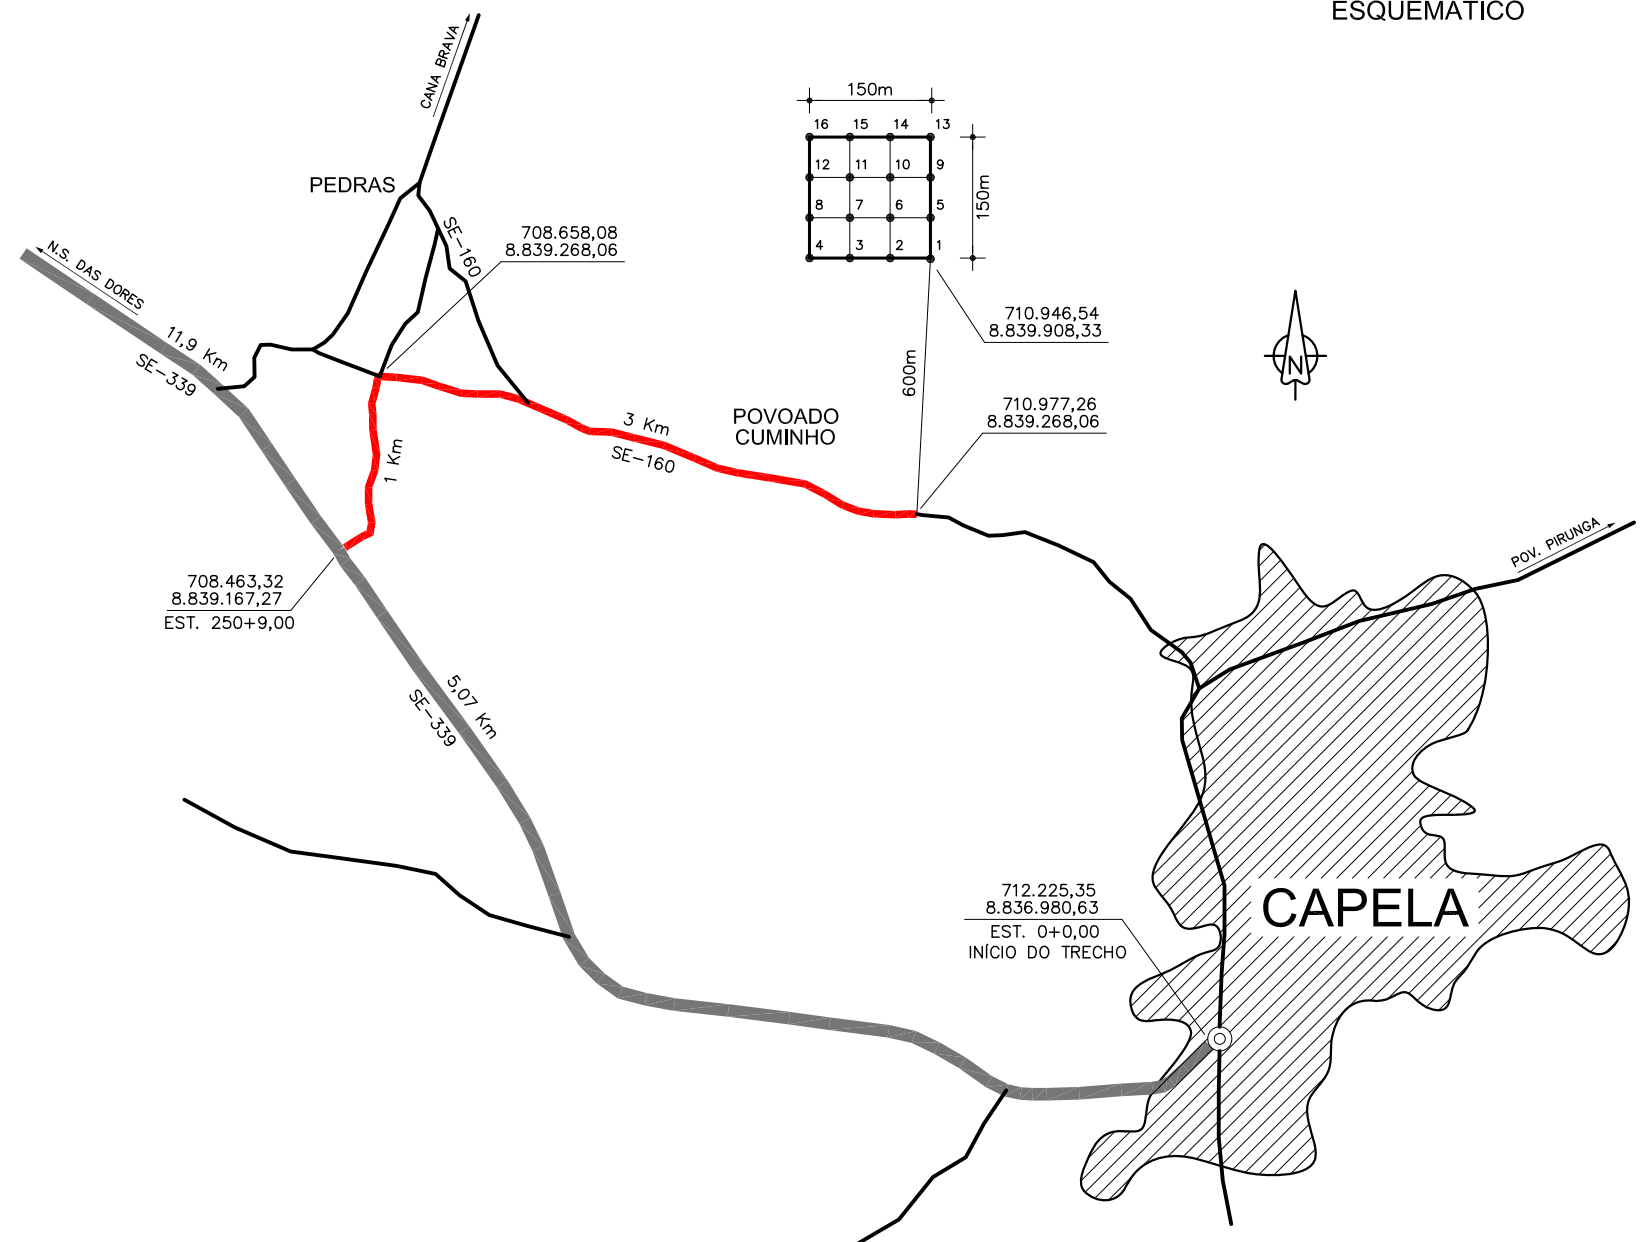 ESQUEMATICO
CANA BRAVA
150m
16 15 14 13
12 11 10 9
8 7 6 5
4 3 2 1
150m
PEDRAS
SE-160
708.658,08
8.839.268,06
N.S. DAS DORES
11,9 Km
SE-339
710.946,54
8.839.908,33
600m
N
710.977,26
8.839.268,06
POVOADO
CUMINHO
3 Km
SE-160
1 Km
POV. PIRUNGA
708.463,32
8.839.167,27
EST. 250+9,00
5,07 Km
SE-339
712.225,35
8.836.980,63
EST. 0+0,00
INÍCIO DO TRECHO
CAPELA